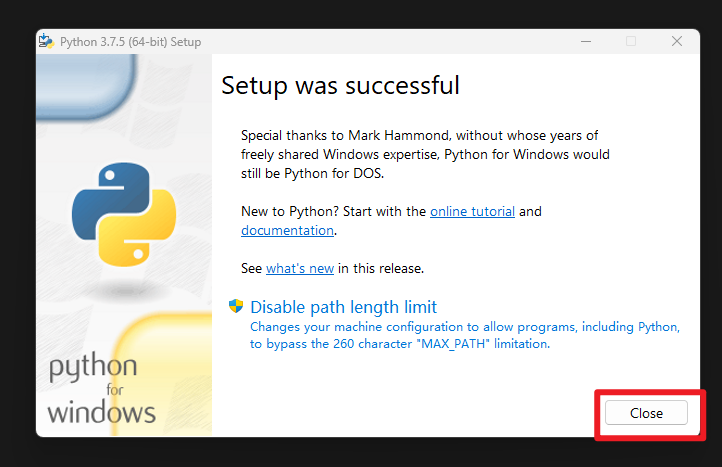 Python 3.7.5 (64-bit) Setup
Setup was successful
Special thanks to Mark Hammond, without whose years of
freely shared Windows expertise, Python for Windows would
still be Python for DOS.
New to Python? Start with the online tutorial and
documentation.
See what's new in this release.
Disable path length limit
Changes your machine configuration to allow programs, including Python,
to bypass the 260 character "MAX_PATH" limitation.
python
for
windows
Close